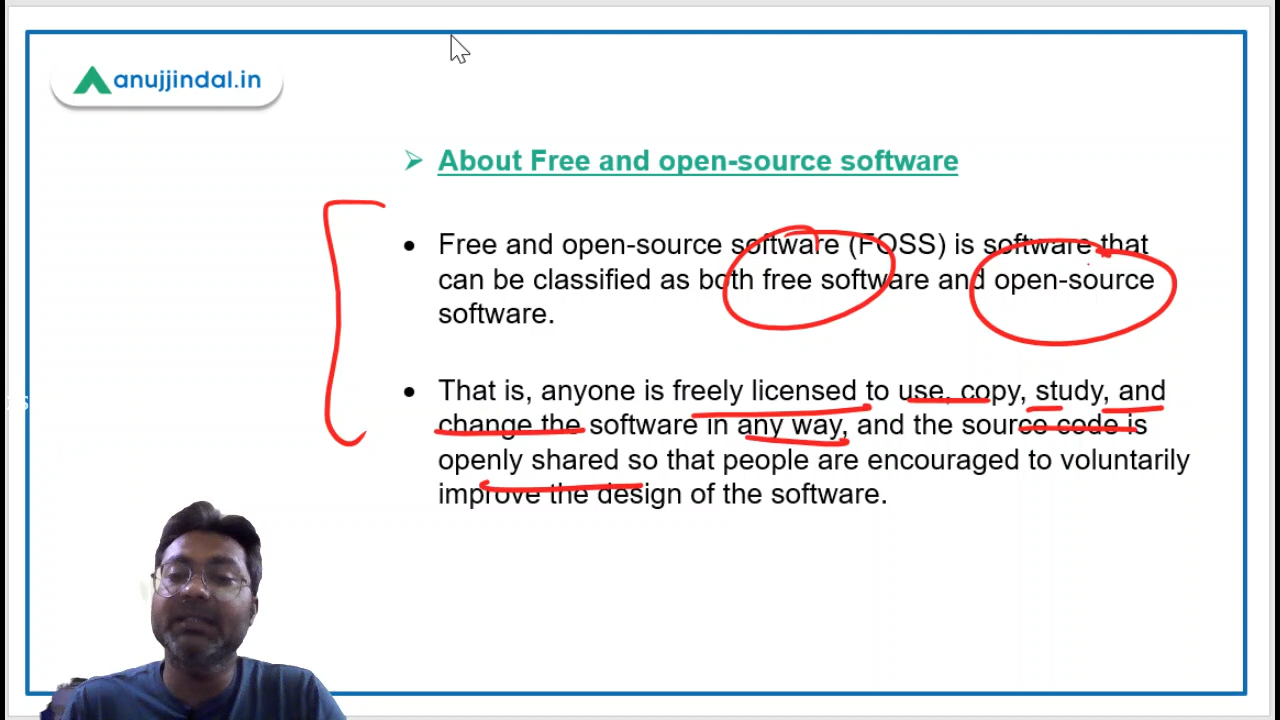 anujjindal.in
About Free and open-source software
Free and open-source software (FOSS) is software that
can be classified as both free software and open-source
software.
That is, anyone is freely licensed to use, copy, study, and
change the software in any way, and the source code is
openly shared so that people are encouraged to voluntarily
improve the design of the software.